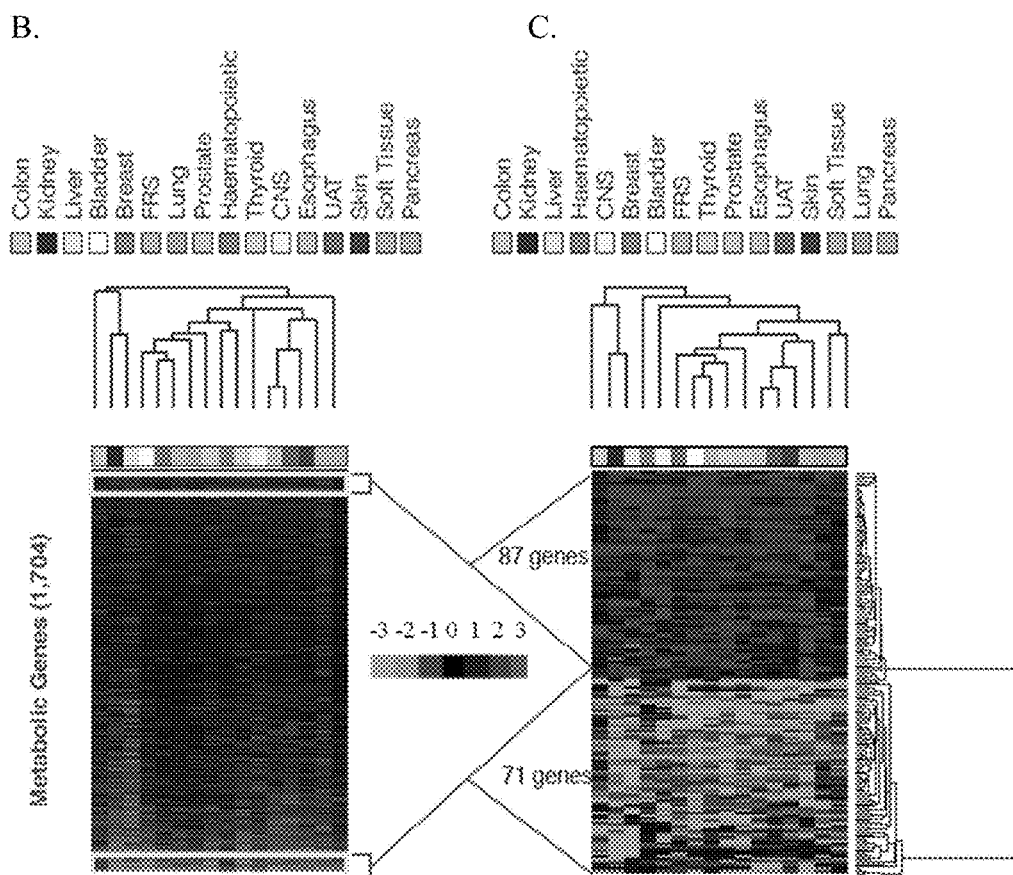 B.
Colon
Kidney
Liver
Bladder
Breast
FRS
Lung
Prostate
Haematopoietic
Thyroid
CNS
Esophagus
UAT
Skin
Soft Tissue
Pancreas
C.
Colon
Kidney
Liver
Haematopoietic
CNS
Breast
Bladder
FRS
Thyroid
Prostate
Esophagus
UAT
Skin
Soft Tissue
Lung
Pancreas
Metabolic Genes (1,704)
87 genes
-3 -2 -1 0 1 2 3
71 genes